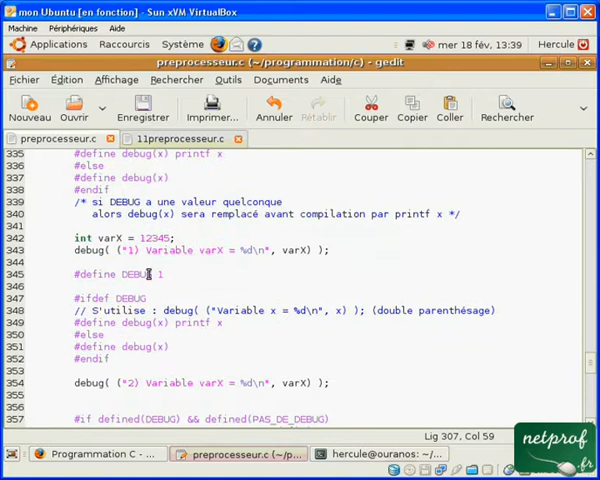 mon Ubuntu [en fonction] - Sun xVM VirtualBox
Machine Périphériques Aide
Applications Raccourcis Système mer 18 fév, 13:39 Hercule
preprocesseur.c (~/programmation/c) - gedit
Fichier Édition Affichage Rechercher Outils Documents Aide
Nouveau Ouvrir Enregistrer Imprimer... Annuler Rétablir Couper Copier Coller Rechercher
preprocesseur.c 11preprocesseur.c
335 #define debug(x) printf x
336 #else
337 #define debug(x)
338 #endif
339 /* si DEBUG a une valeur quelconque
340 alors debug(x) sera remplacé avant compilation par printf x */
341
342 int varX = 12345;
343 debug( ("1) Variable varX = %d\n", varX) );
344
345 #define DEBUG 1
346
347 #ifdef DEBUG
348 // S'utilise : debug( ("Variable x = %d\n", x) ); (double parenthésage)
349 #define debug(x) printf x
350 #else
351 #define debug(x)
352 #endif
353
354 debug( ("2) Variable varX = %d\n", varX) );
355
356
357 #if defined(DEBUG) && defined(PAS_DE_DEBUG)
Lig 307, Col 59
Programmation C - ... preprocesseur.c (~/p... hercule@ouranos: ~/...
netprof
.fr